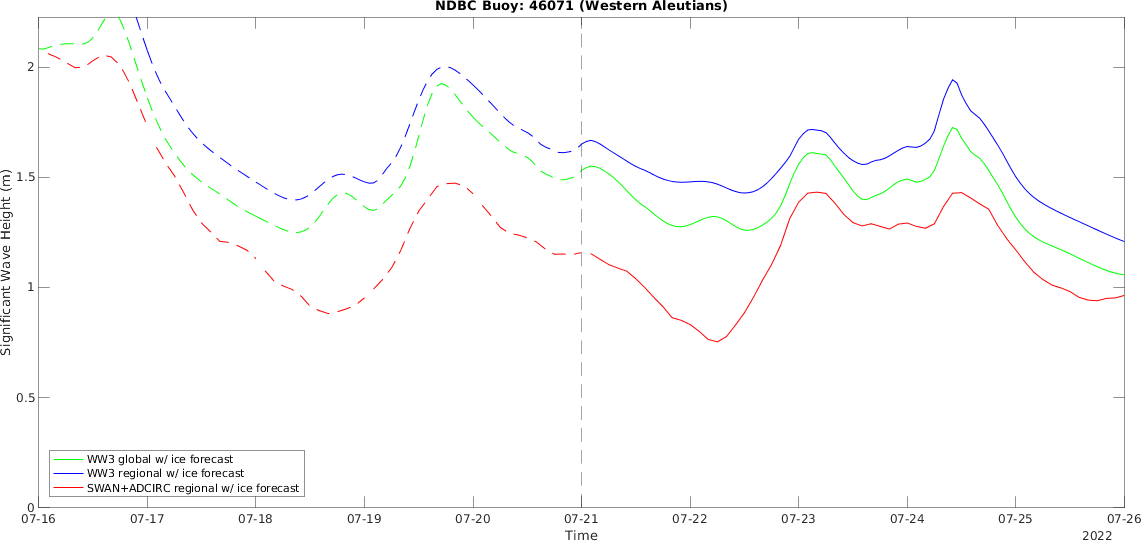 NDBC Buoy: 46071 (Western Aleutians)
Significant Wave Height (m)
2
1.5
1
0.5
0
WW3 global w/ ice forecast
WW3 regional w/ ice forecast
SWAN+ADCIRC regional w/ ice forecast
07-16 07-17 07-18 07-19 07-20 07-21 07-22 07-23 07-24 07-25 07-26
Time
2022